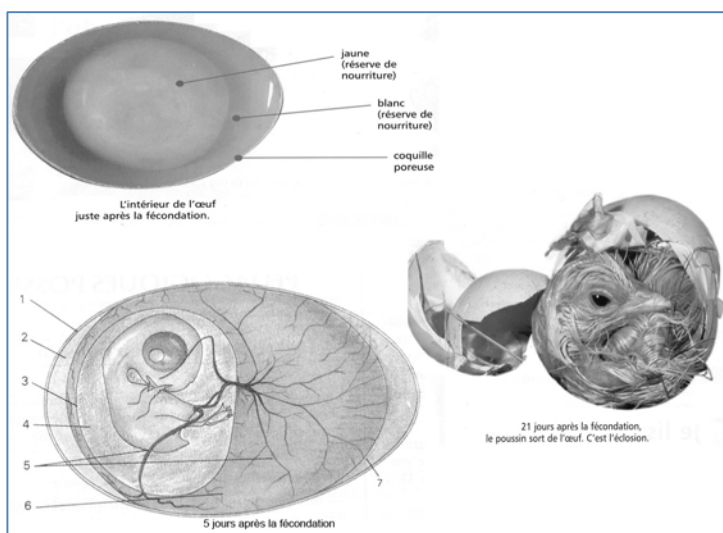 jaune
(réserve de
nourriture)
blanc
(réserve de
nourriture)
coquille
poreuse
L'intérieur de l'œuf
juste après la fécondation.
1
2
3
4
5
6
7
5 jours après la fécondation
21 jours après la fécondation,
le poussin sort de l'œuf. C'est l'éclosion.